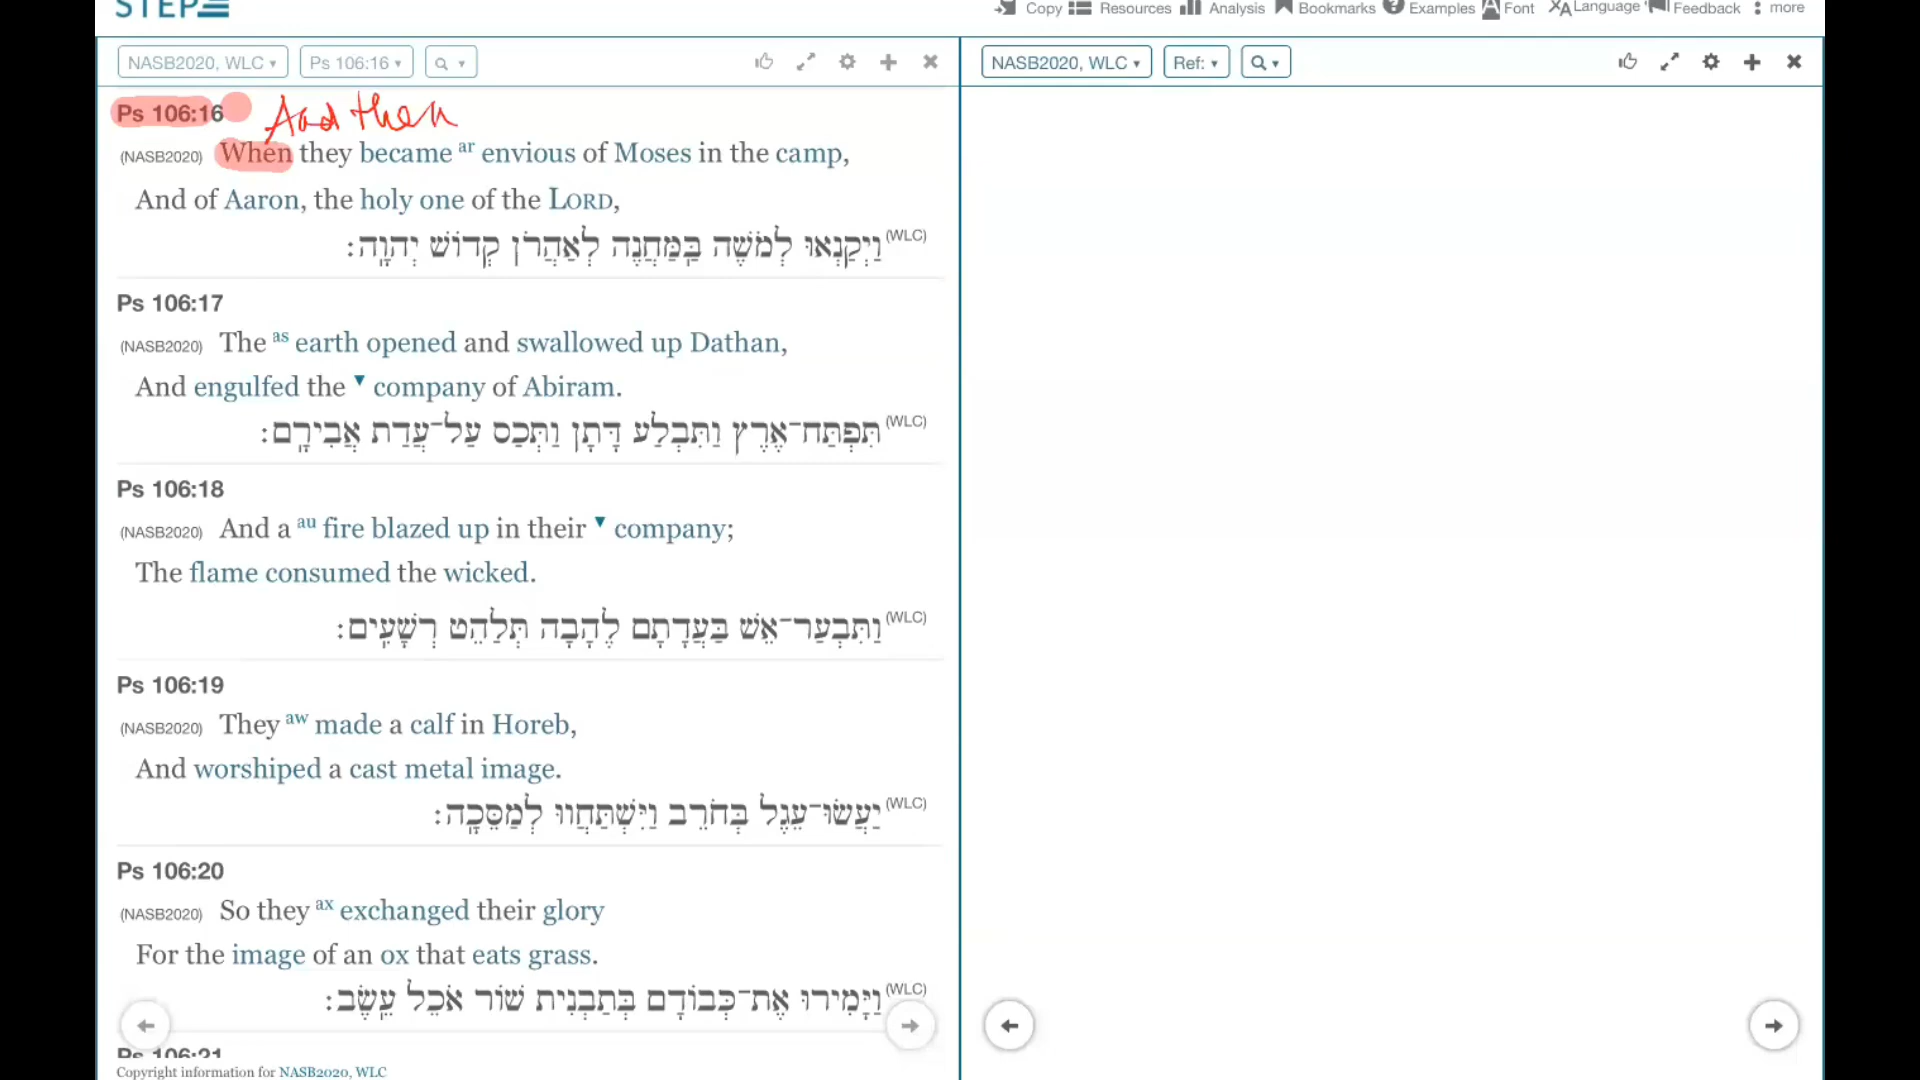 STEP
Copy Resources Analysis Bookmarks Examples Font Language Feedback more
NASB2020, WLC Ps 106:16
Ps 106:16
And then
(NASB2020) When they became ar envious of Moses in the camp,
And of Aaron, the holy one of the LORD,
(WLC) וַיְקַנְאוּ לְמֹשֶׁה בַּמַּחֲנֶה לְאַהֲרֹן קְדוֹשׁ יְהוָה׃
Ps 106:17
(NASB2020) The as earth opened and swallowed up Dathan,
And engulfed the ▼ company of Abiram.
(WLC) תִּפְתַּח־אֶרֶץ וַתִּבְלַע דָּתָן וַתְּכַס עַל־עֲדַת אֲבִירָם׃
Ps 106:18
(NASB2020) And a au fire blazed up in their ▼ company;
The flame consumed the wicked.
(WLC) וַתִּבְעַר־אֵשׁ בַּעֲדָתָם לֶהָבָה תְּלַהֵט רְשָׁעִים׃
Ps 106:19
(NASB2020) They aw made a calf in Horeb,
And worshiped a cast metal image.
(WLC) יַעֲשׂוּ־עֵגֶל בְּחֹרֵב וַיִּשְׁתַּחֲווּ לְמַסֵּכָה׃
Ps 106:20
(NASB2020) So they ax exchanged their glory
For the image of an ox that eats grass.
(WLC) וַיָּמִירוּ אֶת־כְּבוֹדָם בְּתַבְנִית שׁוֹר אֹכֵל עֵשֶׂב׃
Ps 106:21
Copyright information for NASB2020, WLC
NASB2020, WLC Ref: